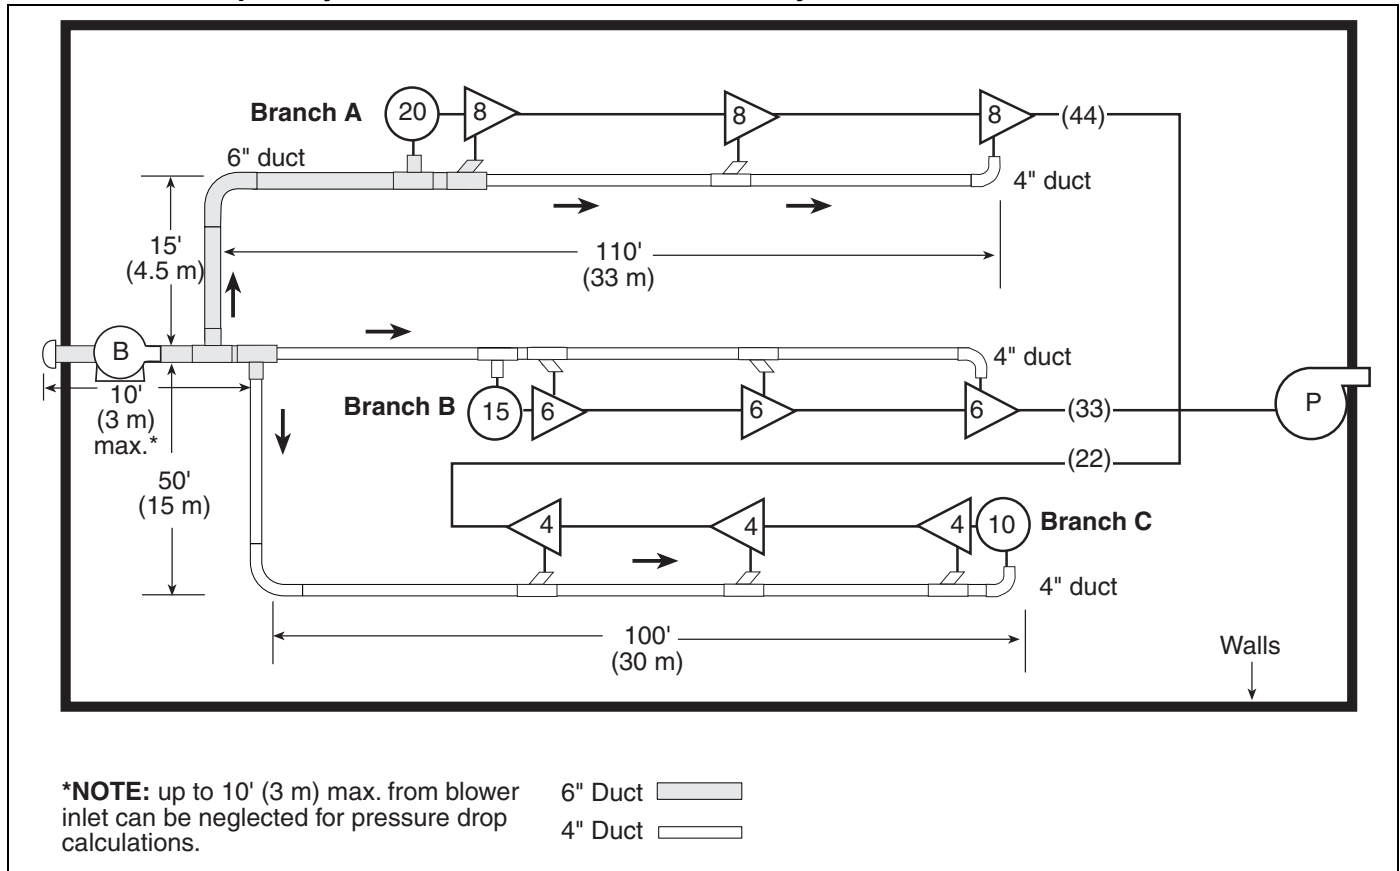 Branch A
20
8
8
8
(44)
6" duct
4" duct
15'
(4.5 m)
110'
(33 m)
B
4" duct
10'
(3 m)
max.*
Branch B
15
6
6
6
(33)
P
(22)
50'
(15 m)
4
4
4
10
Branch C
4" duct
100'
(30 m)
Walls
*NOTE: up to 10' (3 m) max. from blower
inlet can be neglected for pressure drop
calculations.
6" Duct
4" Duct